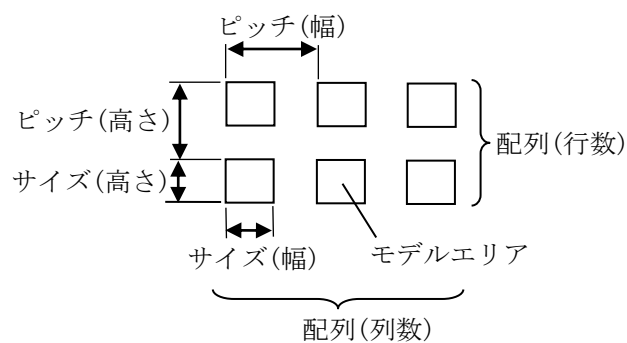 ピッチ(幅)
ピッチ(高さ)
配列(行数)
サイズ(高さ)
サイズ(幅)
モデルエリア
配列(列数)